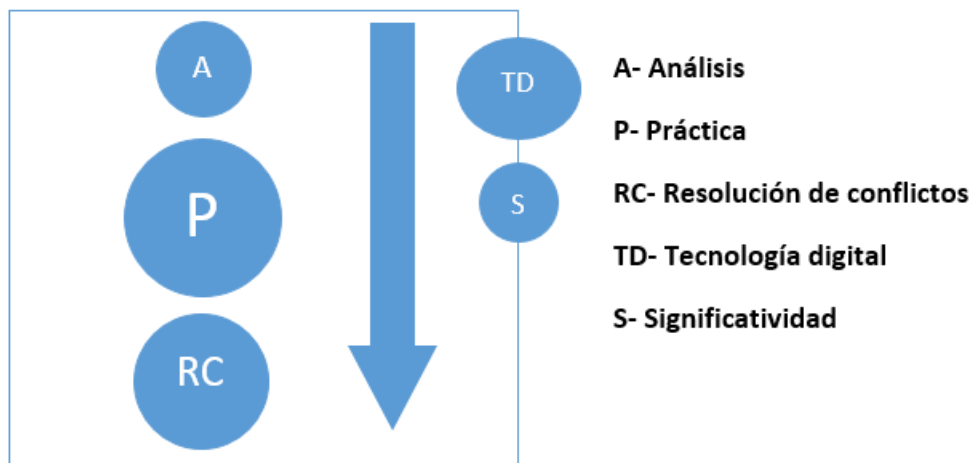 A
P
RC
TD
S
A- Análisis
P- Práctica
RC- Resolución de conflictos
TD- Tecnología digital
S- Significatividad